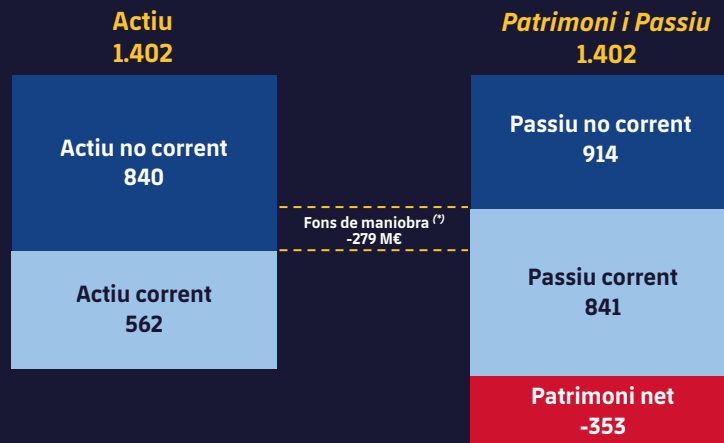 Actiu
1.402
Patrimoni i Passiu
1.402
Actiu no corrent
840
Actiu corrent
562
Fons de maniobra (*)
-279 M€
Passiu no corrent
914
Passiu corrent
841
Patrimoni net
-353